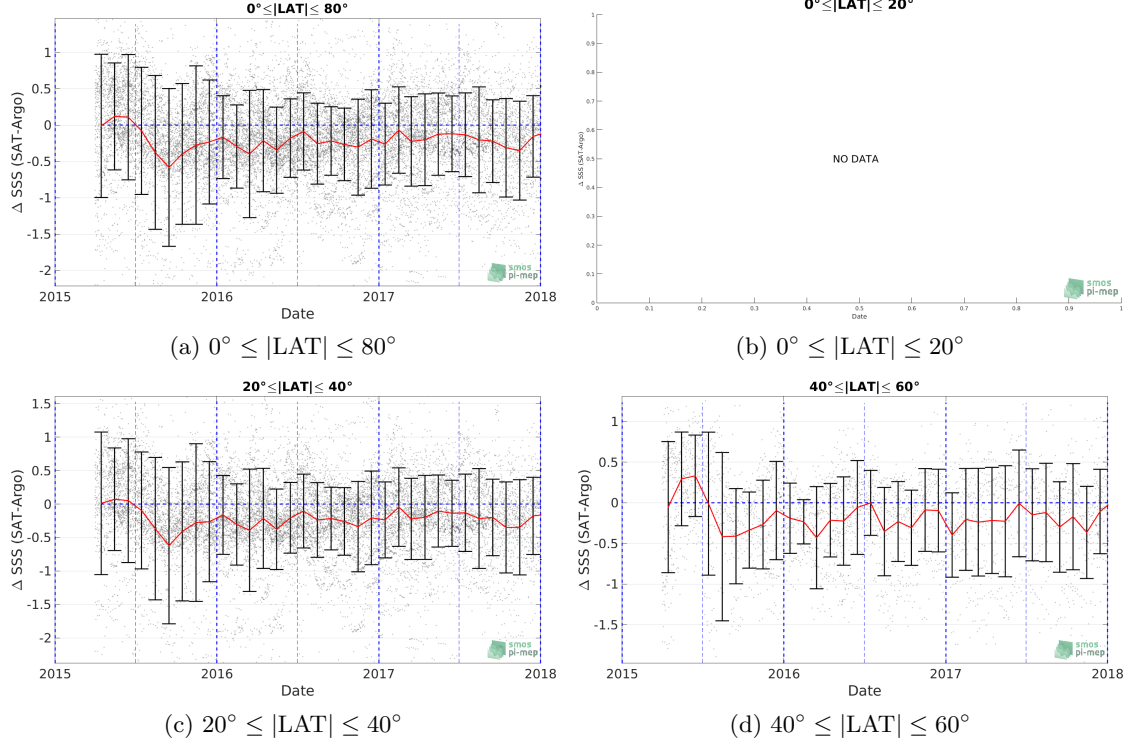 0°≤|LAT|≤ 80°
Δ SSS (SAT-Argo)
1
0.5
0
-0.5
-1
-1.5
-2
2015
2016
2017
2018
Date
smos
pi-mep
(a) 0° ≤ |LAT| ≤ 80°
0°≤|LAT|≤ 20°
Δ SSS (SAT-Argo)
1
0.9
0.8
0.7
0.6
0.5
0.4
0.3
0.2
0.1
0
NO DATA
0
0.1
0.2
0.3
0.4
0.5
0.6
0.7
0.8
0.9
1
Date
smos
pi-mep
(b) 0° ≤ |LAT| ≤ 20°
20°≤|LAT|≤ 40°
Δ SSS (SAT-Argo)
1.5
1
0.5
0
-0.5
-1
-1.5
-2
2015
2016
2017
2018
Date
smos
pi-mep
(c) 20° ≤ |LAT| ≤ 40°
40°≤|LAT|≤ 60°
Δ SSS (SAT-Argo)
1
0.5
0
-0.5
-1
-1.5
2015
2016
2017
2018
Date
smos
pi-mep
(d) 40° ≤ |LAT| ≤ 60°